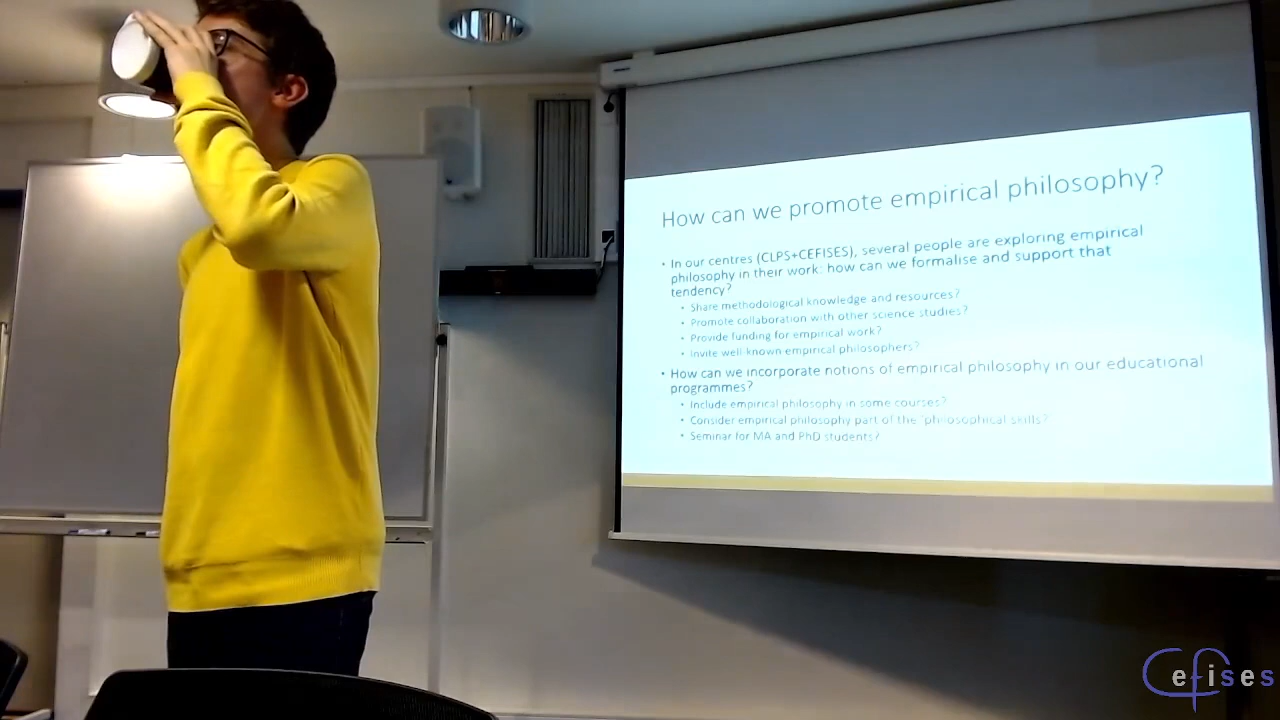 How can we promote empirical philosophy?
• In our centres (CLPS+CEFISES), several people are exploring empirical
philosophy in their work: how can we formalise and support that
tendency?
• Share methodological knowledge and resources?
• Promote collaboration with other science studies?
• Provide funding for empirical work?
• Invite well known empirical philosophers?
• How can we incorporate notions of empirical philosophy in our educational
programmes?
• Include empirical philosophy in some courses?
• Consider empirical philosophy part of the 'philosophical skills'?
• Seminar for MA and PhD students?
Cefises